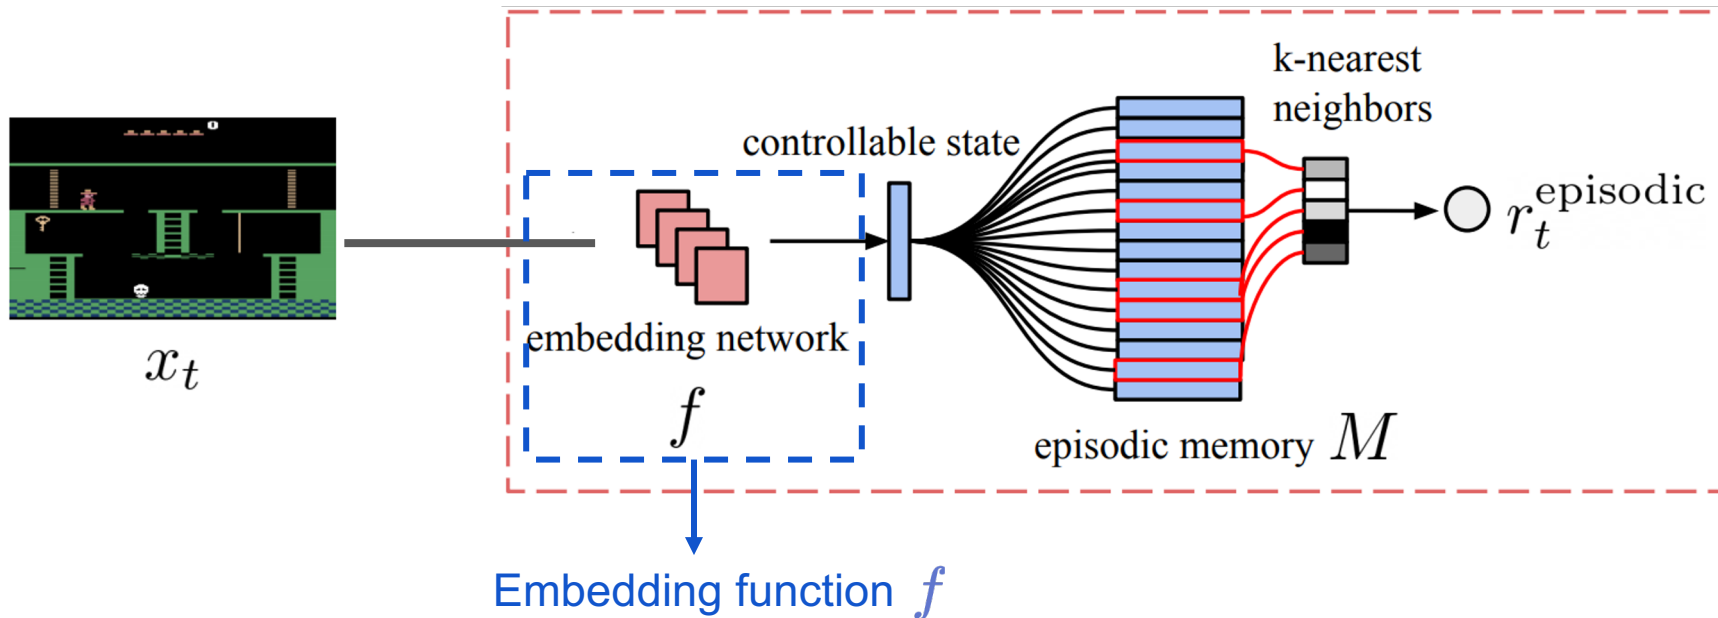 k-nearest
neighbors
controllable state
r_t^episodic
embedding network
x_t
f
episodic memory M
Embedding function f